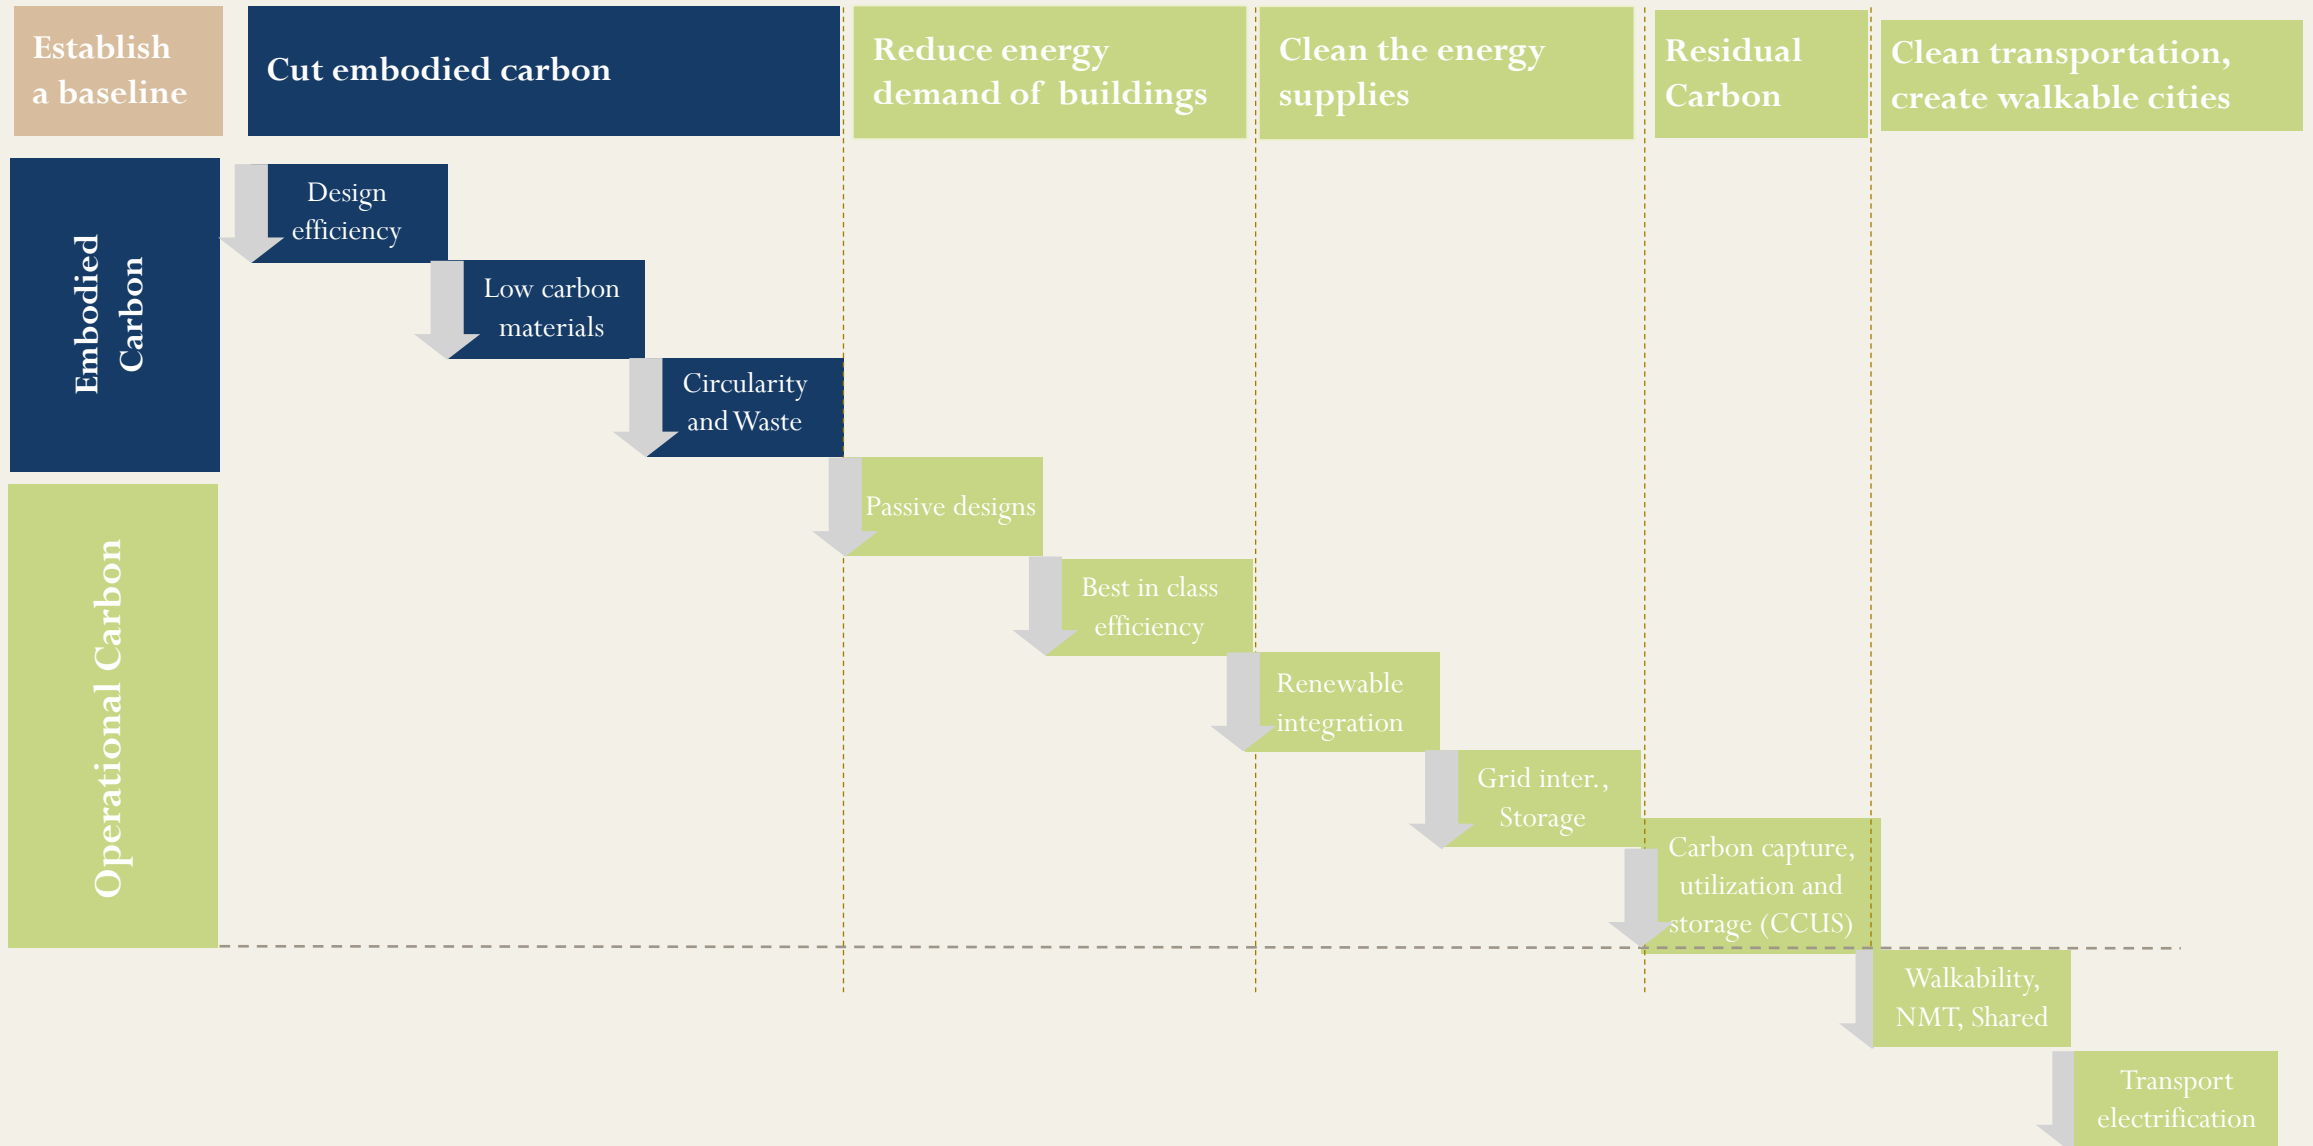 Establish
a baseline
Cut embodied carbon
Reduce energy
demand of buildings
Clean the energy
supplies
Residual
Carbon
Clean transportation,
create walkable cities
Embodied
Carbon
Design
efficiency
Low carbon
materials
Circularity
and Waste
Operational Carbon
Passive designs
Best in class
efficiency
Renewable
integration
Grid inter.,
Storage
Carbon capture,
utilization and
storage (CCUS)
Walkability,
NMT, Shared
Transport
electrification